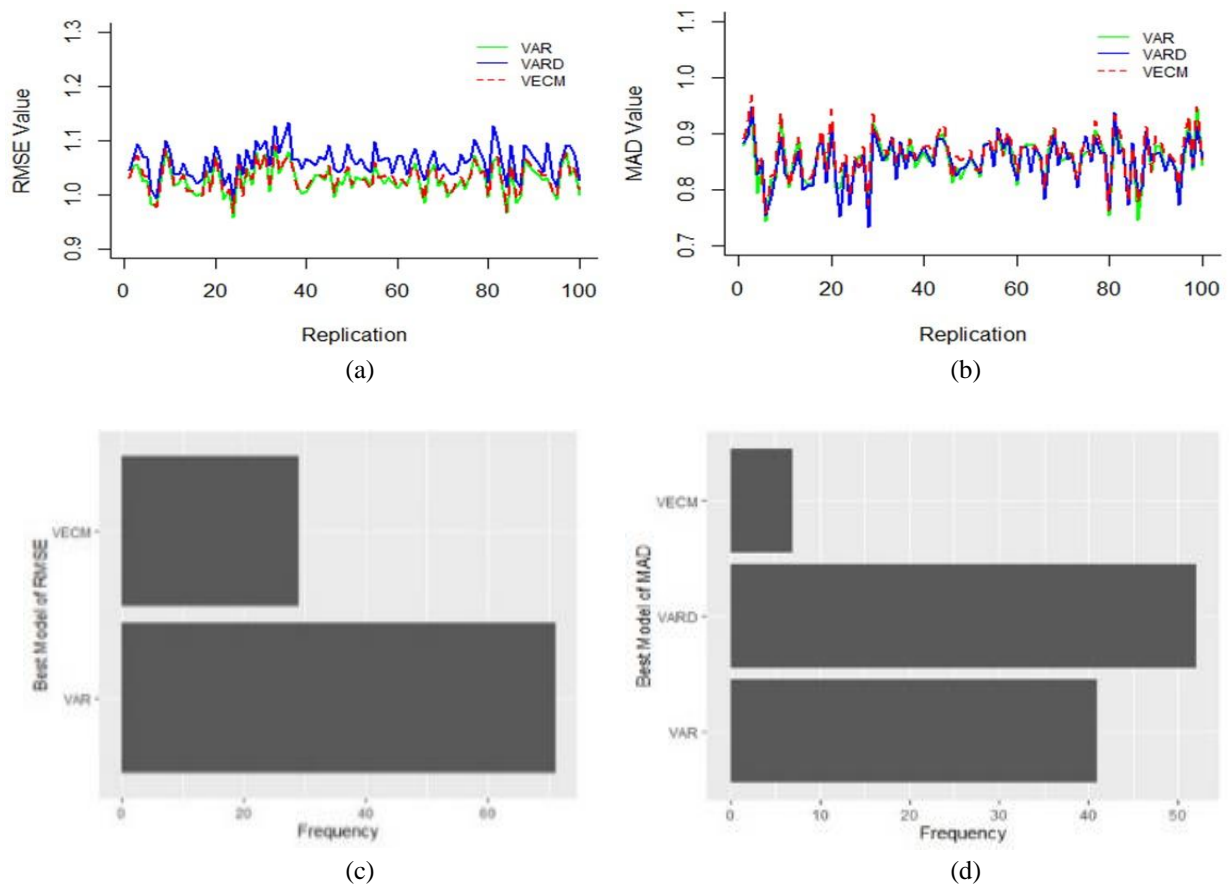 1.3
1.2
1.1
1.0
0.9
RMSE Value
VAR
VARD
VECM
0 20 40 60 80 100
Replication
(a)
1.1
1.0
0.9
0.8
0.7
MAD Value
VAR
VARD
VECM
0 20 40 60 80 100
Replication
(b)
Best Model of RMSE
VECM
VAR
0 20 40 60
Frequency
(c)
Best Model of MAD
VECM
VARD
VAR
0 10 20 30 40 50
Frequency
(d)